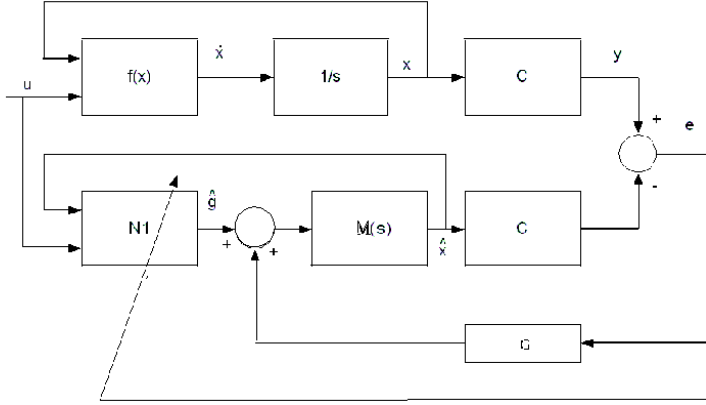 ẋ
x
y
f(x)
1/s
C
u
+
e
-
ĝ
N1
M(s)
C
+
+
x̂
G